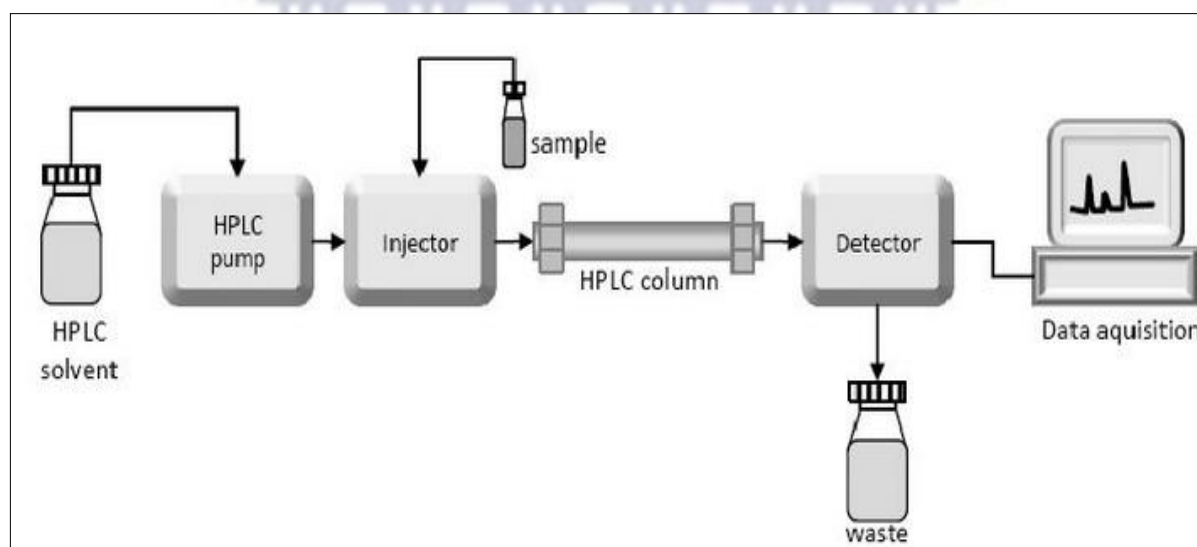 sample
HPLC
pump
Injector
Detector
HPLC column
HPLC
solvent
Data aquisition
waste